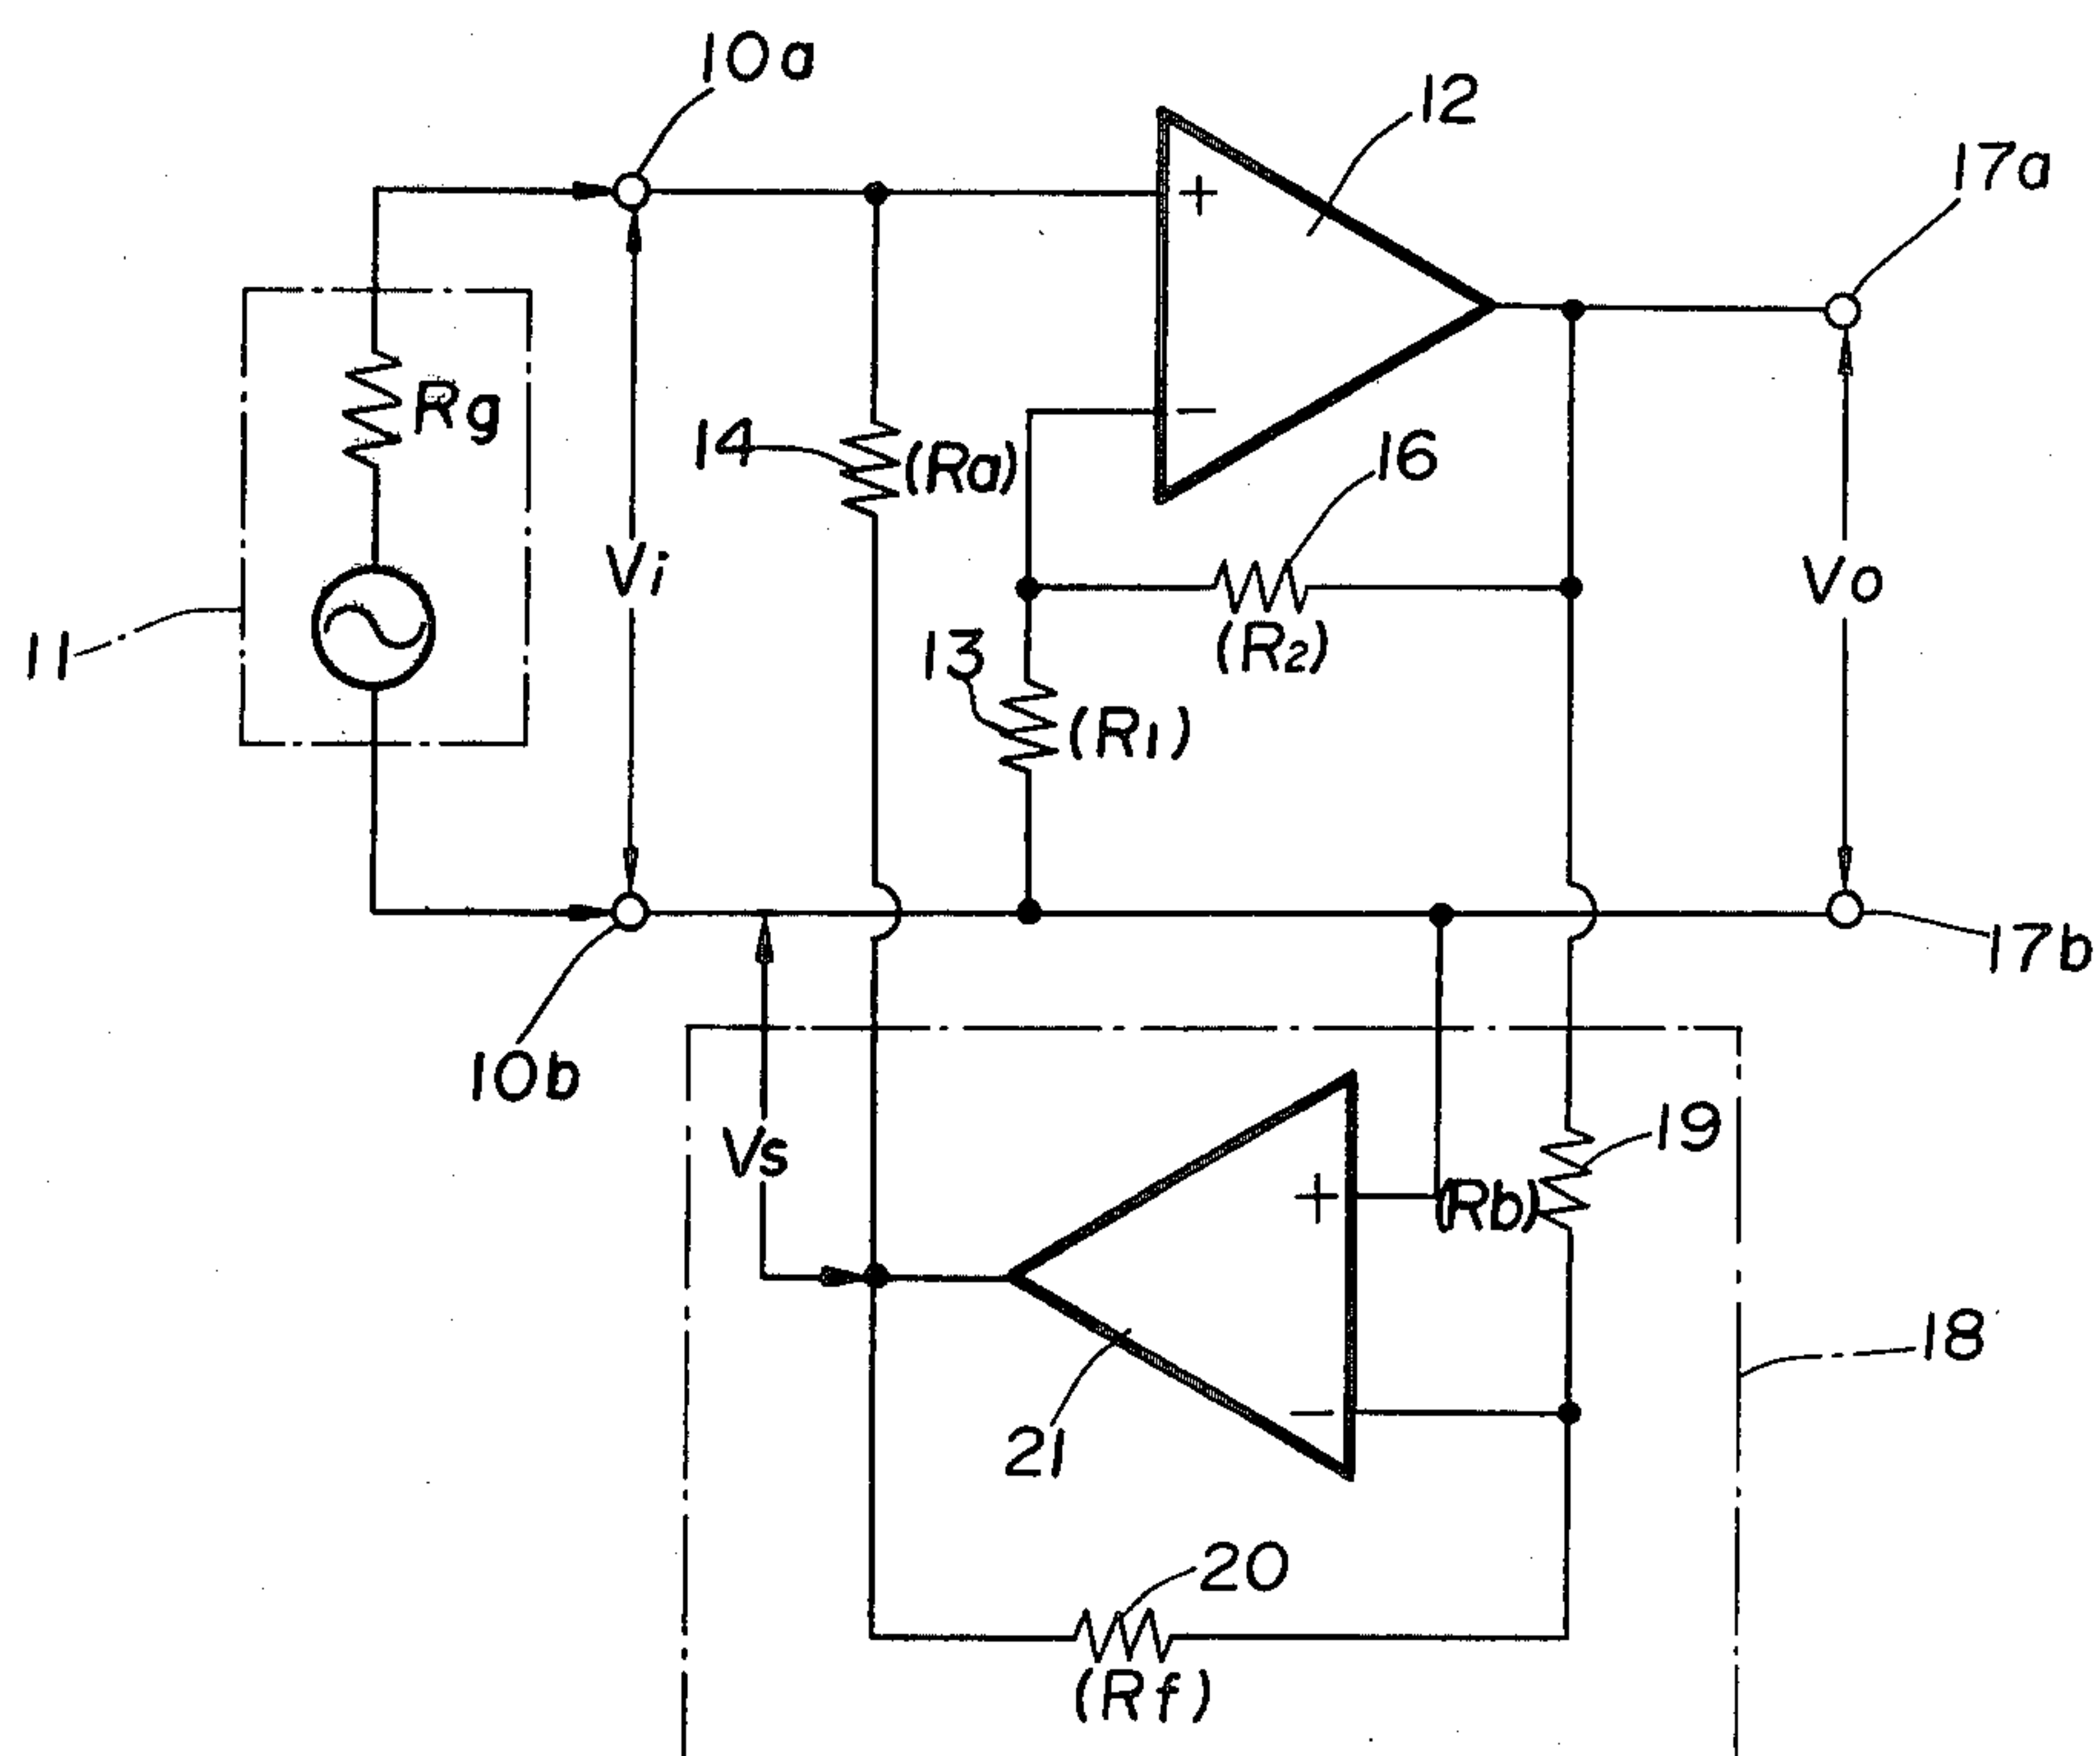 10a
12
17a
+
Rg
14
(Ra)
−
16
Vi
Vo
11
13
(R2)
(R1)
10b
17b
Vs
19
+
(Rb)
18
−
21
20
(Rf)